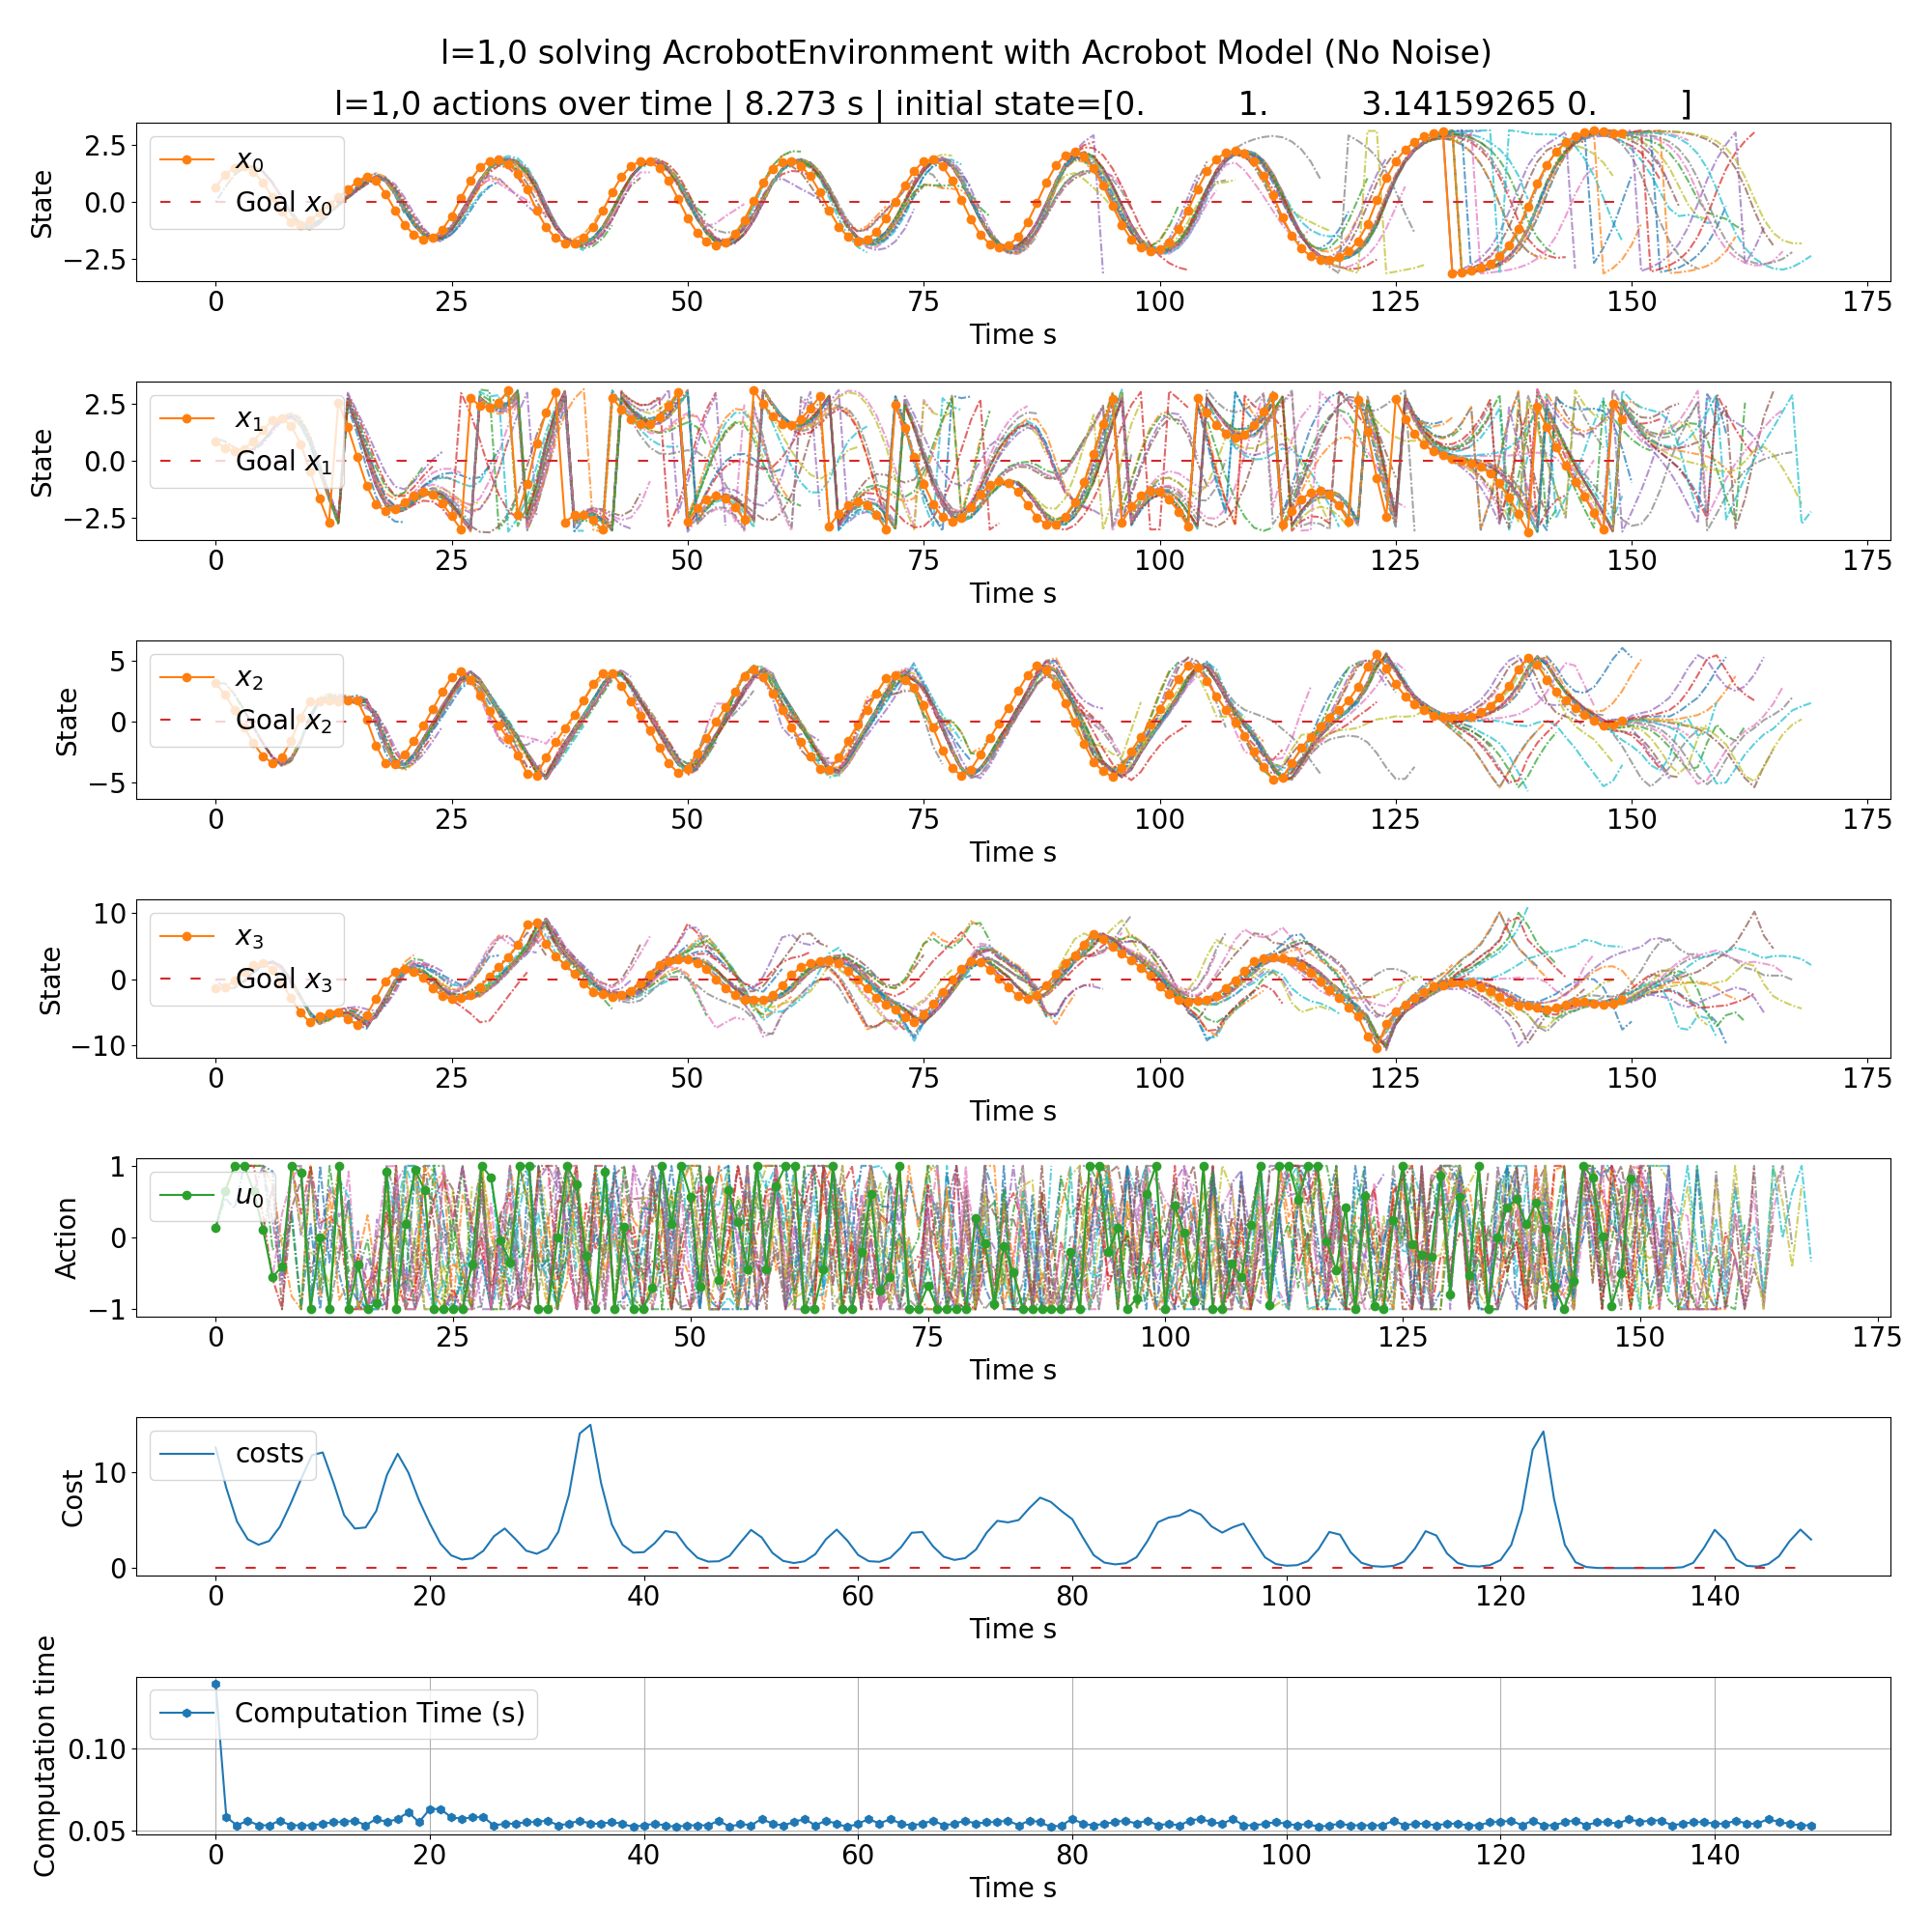 l=1,0 solving AcrobotEnvironment with Acrobot Model (No Noise)
l=1,0 actions over time | 8.273 s | initial state=[0. 1. 3.14159265 0. ]
State
2.5
0.0
−2.5
x₀
Goal x₀
0 25 50 75 100 125 150 175
Time s
State
2.5
0.0
−2.5
x₁
Goal x₁
0 25 50 75 100 125 150 175
Time s
State
5
0
−5
x₂
Goal x₂
0 25 50 75 100 125 150 175
Time s
State
10
0
−10
x₃
Goal x₃
0 25 50 75 100 125 150 175
Time s
Action
1
0
−1
u₀
0 25 50 75 100 125 150 175
Time s
Cost
10
0
costs
0 20 40 60 80 100 120 140
Time s
Computation time
0.10
0.05
Computation Time (s)
0 20 40 60 80 100 120 140
Time s